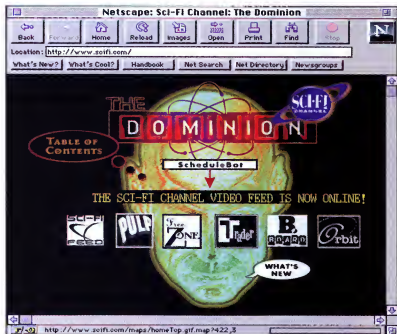 Netscape: Sci-Fi Channel: The Dominion
Back Forward Home Reload Images Open Print Find Stop
N
Location: http://www.scifi.com/
What's New? What's Cool? Handbook Net Search Net Directory Newsgroups
THE
DOMINION
SCI-FI
CHANNEL
TABLE OF
CONTENTS
ScheduleBot
THE SCI-FI CHANNEL VIDEO FEED IS NOW ONLINE!
SCI-FI
FEED
PULP
Free
ZONE
Trader
B.
BOARD
Orbit
WHAT'S
NEW
http://www.scifi.com/maps/homeTop.gif.map?422,3